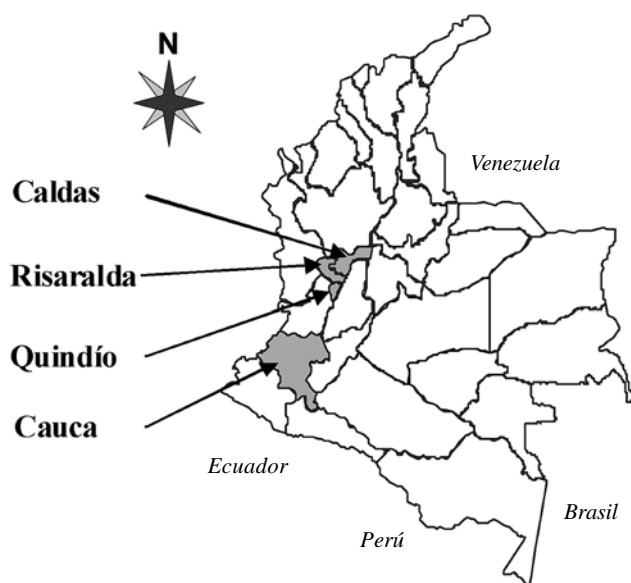 N
Venezuela
Caldas
Risaralda
Quindío
Cauca
Ecuador
Brasil
Perú